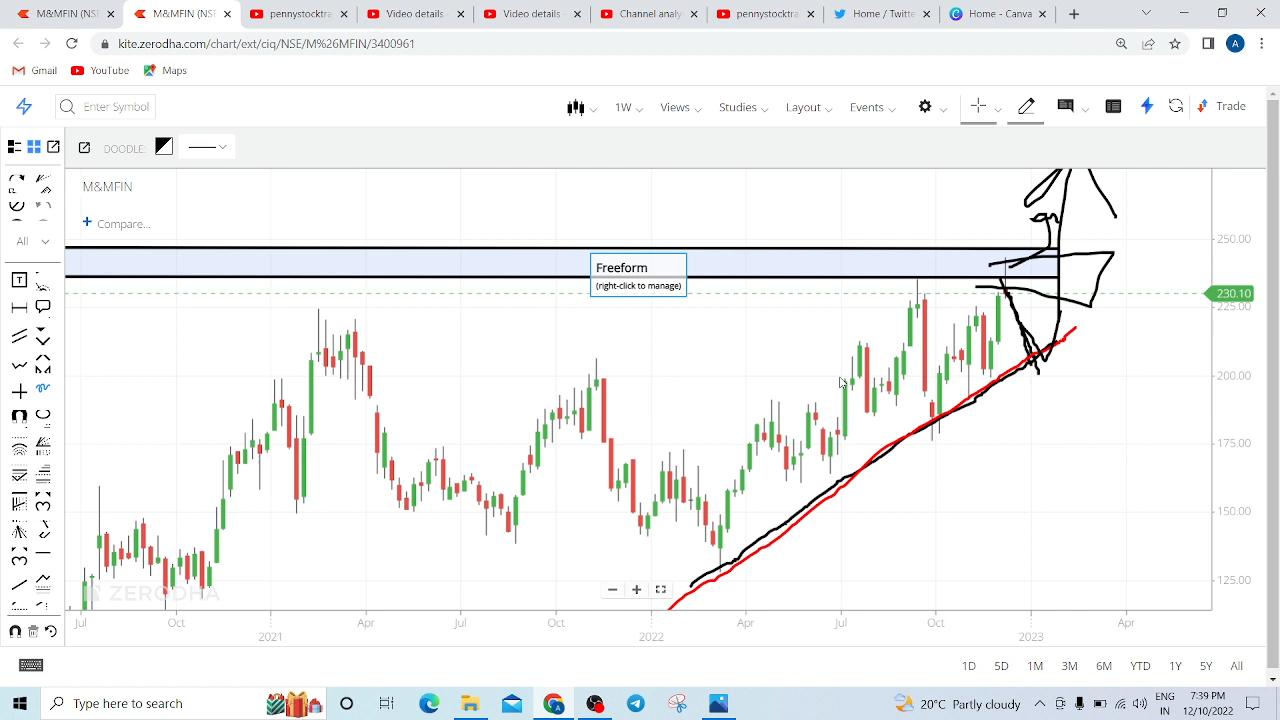 M&MFIN (NS
M&MFIN (NSE
pennystocktra
Video details
Video details
Channel analy
pennystocktra
Home / Twitte
Home - Canva
kite.zerodha.com/chart/ext/ciq/NSE/M%26MFIN/3400961
A
Gmail
YouTube
Maps
Enter Symbol
1W
Views
Studies
Layout
Events
Trade
DOODLE:
M&MFIN
Compare...
All
Freeform
(right-click to manage)
250.00
230.10
225.00
200.00
175.00
150.00
125.00
ZERODHA
Jul
Oct
2021
Apr
Jul
Oct
2022
Apr
Jul
Oct
2023
Apr
1D 5D 1M 3M 6M YTD 1Y 5Y All
Type here to search
20°C Partly cloudy
ENG
IN
7:39 PM
12/10/2022